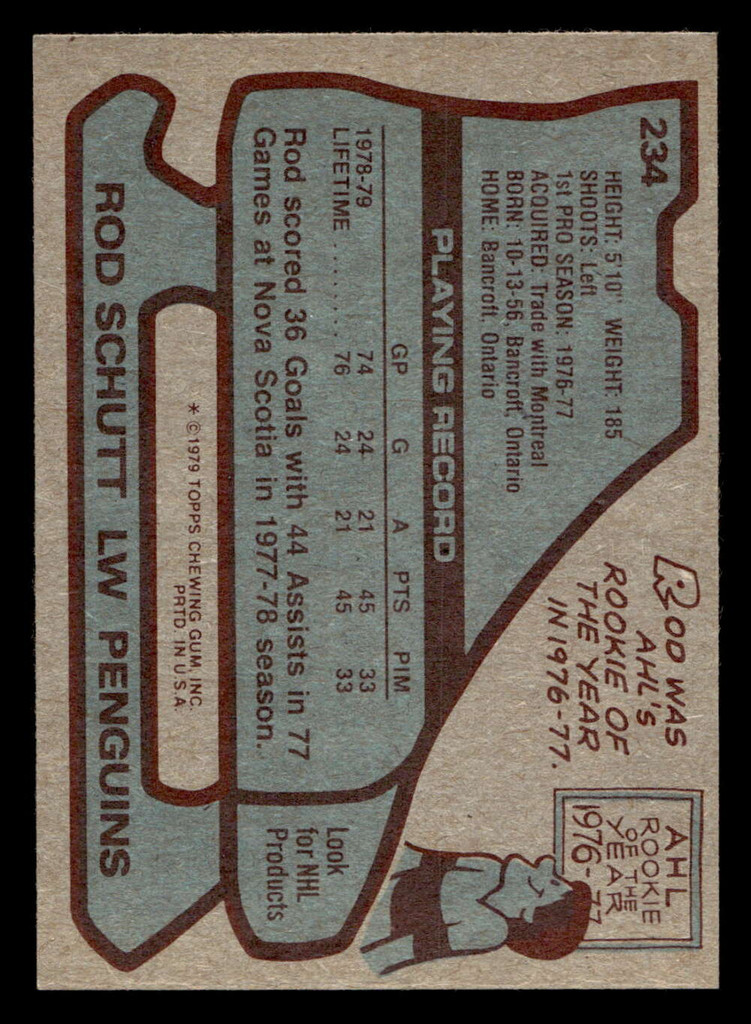 234
HEIGHT: 5'10" WEIGHT: 185
SHOOTS: Left
1st PRO SEASON: 1976-77
ACQUIRED: Trade with Montreal
BORN: 10-13-56, Bancroft, Ontario
HOME: Bancroft, Ontario
ROD WAS
AHL'S
ROOKIE OF
THE YEAR
IN 1976-77.
AHL
ROOKIE
OF THE
YEAR
1976-77
PLAYING RECORD
GP G A PTS PIM
1978-79 74 24 21 45 33
LIFETIME ........ 76 24 21 45 33
Rod scored 36 Goals with 44 Assists in 77
Games at Nova Scotia in 1977-78 season.
Look
for NHL
Products
* ©1979 TOPPS CHEWING GUM, INC.
PRTD. IN U.S.A.
ROD SCHUTT LW PENGUINS